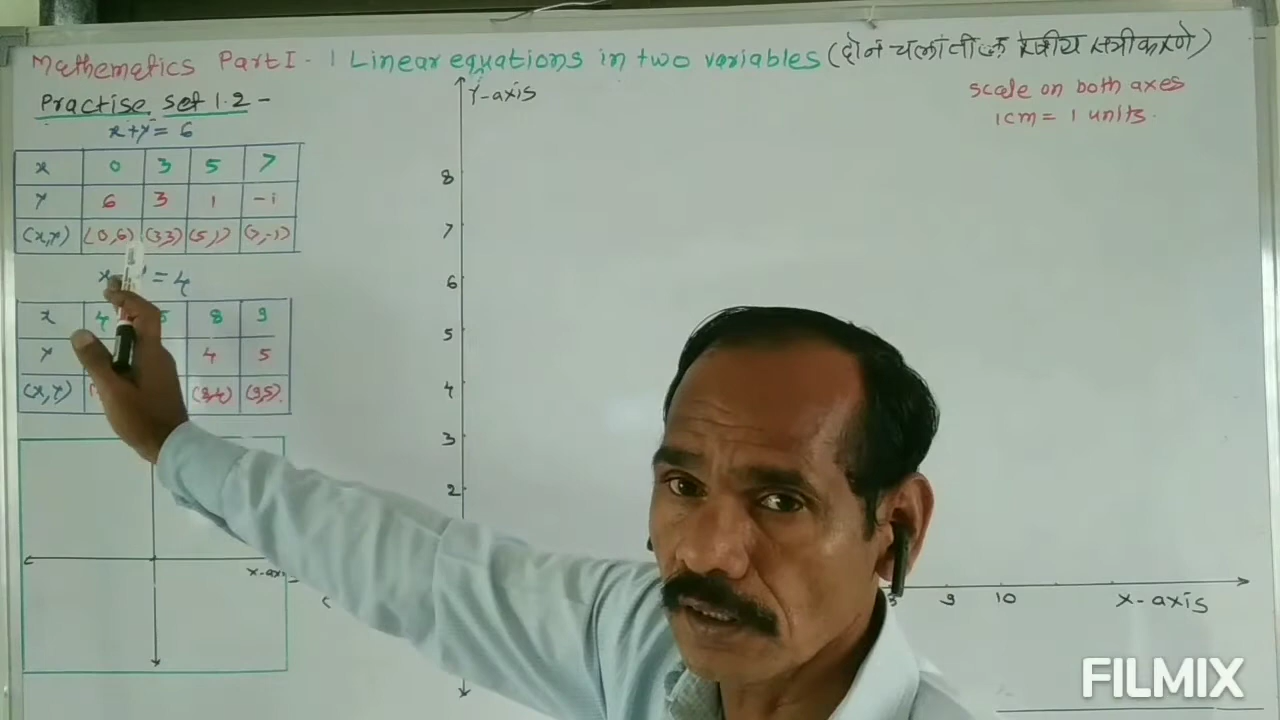 Mathematics Part I - 1 Linear equations in two variables (दोन चलांतील रेषीय समीकरणे)
Practise Set 1.2 -
scale on both axes
1cm = 1 units.
x+y = 6
x 0 3 5 7
y 6 3 1 -1
(x,y) (0,6) (3,3) (5,1) (7,-1)
= 4
x 4 8 9
y 4 5
(x,y) (8,4) (9,5)
Y-axis
8
7
6
5
4
3
2
9 10 X-axis
x-axi
FILMIX